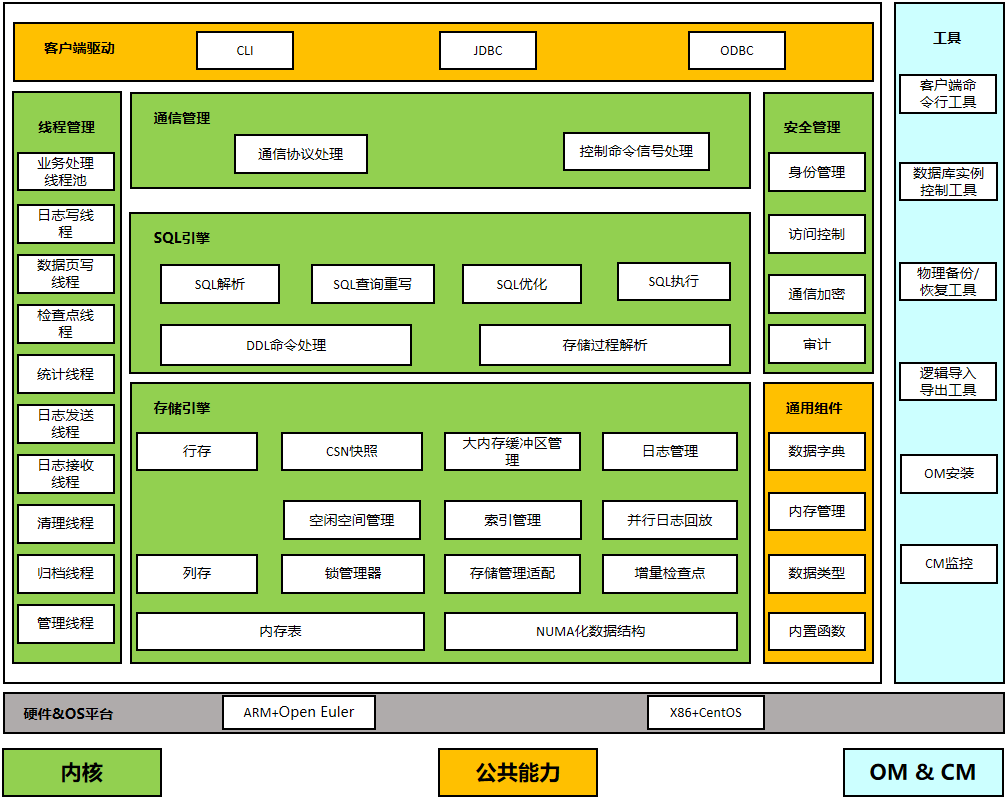 客户端驱动
CLI
JDBC
ODBC
线程管理
业务处理
线程池
日志写线
程
数据页写
线程
检查点线
程
统计线程
日志发送
线程
日志接收
线程
清理线程
归档线程
管理线程
通信管理
通信协议处理
控制命令信号处理
SQL引擎
SQL解析
SQL查询重写
SQL优化
SQL执行
DDL命令处理
存储过程解析
存储引擎
行存
CSN快照
大内存缓冲区管
理
日志管理
空闲空间管理
索引管理
并行日志回放
列存
锁管理器
存储管理适配
增量检查点
内存表
NUMA化数据结构
安全管理
身份管理
访问控制
通信加密
审计
通用组件
数据字典
内存管理
数据类型
内置函数
工具
客户端命
令行工具
数据库实例
控制工具
物理备份/
恢复工具
逻辑导入
导出工具
OM安装
CM监控
硬件&OS平台
ARM+Open Euler
X86+CentOS
内核
公共能力
OM & CM